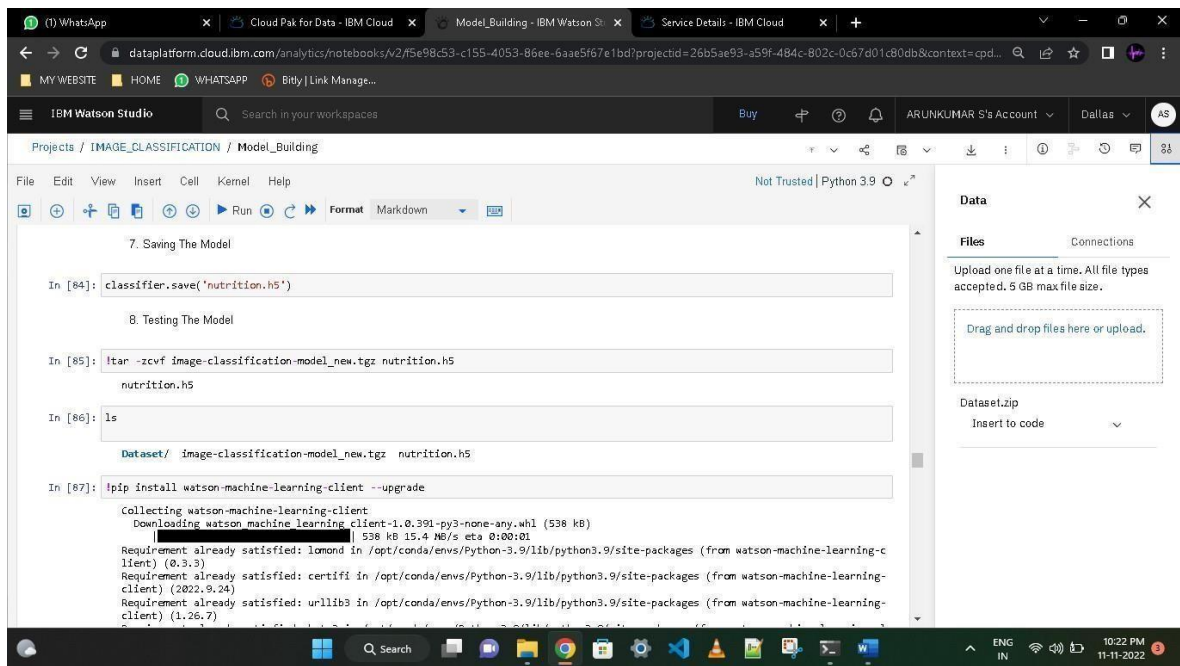 (1) WhatsApp
Cloud Pak for Data - IBM Cloud
Model_Building - IBM Watson St
Service Details - IBM Cloud
dataplatform.cloud.ibm.com/analytics/notebooks/v2/f5e98c53-c155-4053-86ee-6aae5f67e1bd?projectid=26b5ae93-a59f-484c-802c-0c67d01c80db&context=cpd...
MY WEBSITE HOME WHATSAPP Bitly | Link Manage...
IBM Watson Studio Search in your workspaces Buy ARUNKUMAR S's Account Dallas AS
Projects / IMAGE_CLASSIFICATION / Model_Building
File Edit View Insert Cell Kernel Help Not Trusted | Python 3.9
Run Format Markdown
7. Saving The Model
In [84]: classifier.save('nutrition.h5')
8. Testing The Model
In [85]: !tar -zcvf image-classification-model_new.tgz nutrition.h5
nutrition.h5
In [86]: ls
Dataset/ image-classification-model_new.tgz nutrition.h5
In [87]: !pip install watson-machine-learning-client --upgrade
Collecting watson-machine-learning-client
Downloading watson_machine_learning_client-1.0.391-py3-none-any.whl (538 kB)
| | 538 kB 15.4 MB/s eta 0:00:01
Requirement already satisfied: lomond in /opt/conda/envs/Python-3.9/lib/python3.9/site-packages (from watson-machine-learning-c
lient) (0.3.3)
Requirement already satisfied: certifi in /opt/conda/envs/Python-3.9/lib/python3.9/site-packages (from watson-machine-learning-
client) (2022.9.24)
Requirement already satisfied: urllib3 in /opt/conda/envs/Python-3.9/lib/python3.9/site-packages (from watson-machine-learning-
client) (1.26.7)
Data
Files Connections
Upload one file at a time. All file types
accepted. 5 GB max file size.
Drag and drop files here or upload.
Dataset.zip
Insert to code
Search
ENG
IN
10:22 PM
11-11-2022
3